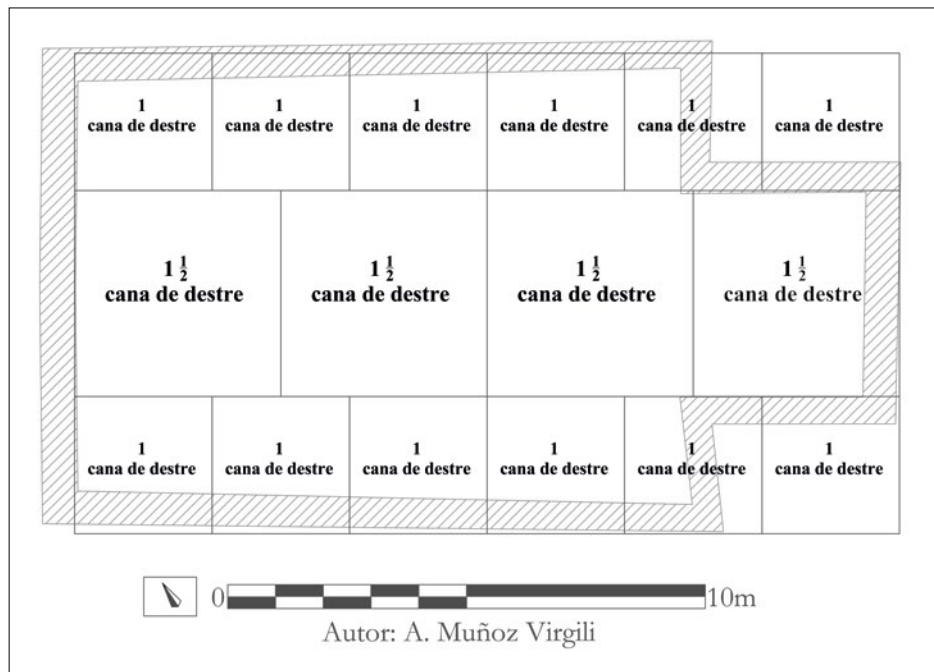 1 1 1 1 1 1
cana de destre cana de destre cana de destre cana de destre cana de destre cana de destre
1 1/2 1 1/2 1 1/2 1 1/2
cana de destre cana de destre cana de destre cana de destre
1 1 1 1 1 1
cana de destre cana de destre cana de destre cana de destre cana de destre cana de destre
0 10m
Autor: A. Muñoz Virgili